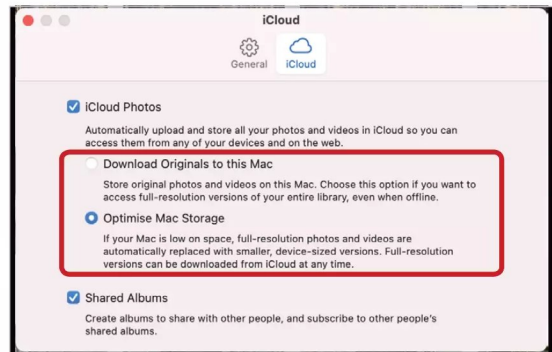 iCloud
General
iCloud
iCloud Photos
Automatically upload and store all your photos and videos in iCloud so you can
access them from any of your devices and on the web.
Download Originals to this Mac
Store original photos and videos on this Mac. Choose this option if you want to
access full-resolution versions of your entire library, even when offline.
Optimise Mac Storage
If your Mac is low on space, full-resolution photos and videos are
automatically replaced with smaller, device-sized versions. Full-resolution
versions can be downloaded from iCloud at any time.
Shared Albums
Create albums to share with other people, and subscribe to other people's
shared albums.